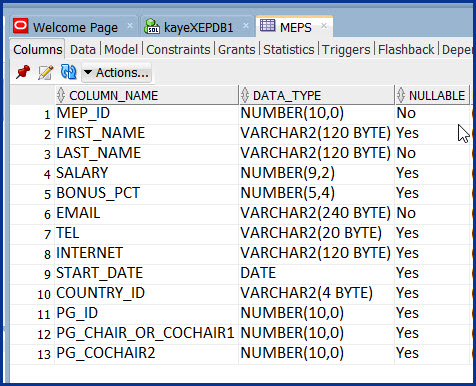 Welcome Page kayeXEPDB1 MEPS
Columns Data Model Constraints Grants Statistics Triggers Flashback Deper
Actions...
COLUMN_NAME DATA_TYPE NULLABLE
1 MEP_ID NUMBER(10,0) No
2 FIRST_NAME VARCHAR2(120 BYTE) Yes
3 LAST_NAME VARCHAR2(120 BYTE) No
4 SALARY NUMBER(9,2) Yes
5 BONUS_PCT NUMBER(5,4) Yes
6 EMAIL VARCHAR2(240 BYTE) No
7 TEL VARCHAR2(20 BYTE) Yes
8 INTERNET VARCHAR2(120 BYTE) Yes
9 START_DATE DATE Yes
10 COUNTRY_ID VARCHAR2(4 BYTE) Yes
11 PG_ID NUMBER(10,0) Yes
12 PG_CHAIR_OR_COCHAIR1 NUMBER(10,0) Yes
13 PG_COCHAIR2 NUMBER(10,0) Yes